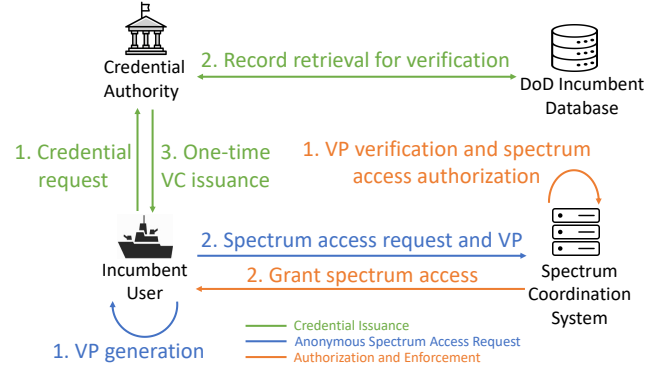 Credential
Authority
2. Record retrieval for verification
DoD Incumbent
Database
1. Credential
request
3. One-time
VC issuance
1. VP verification and spectrum
access authorization
2. Spectrum access request and VP
2. Grant spectrum access
Incumbent
User
Spectrum
Coordination
System
1. VP generation
Credential Issuance
Anonymous Spectrum Access Request
Authorization and Enforcement